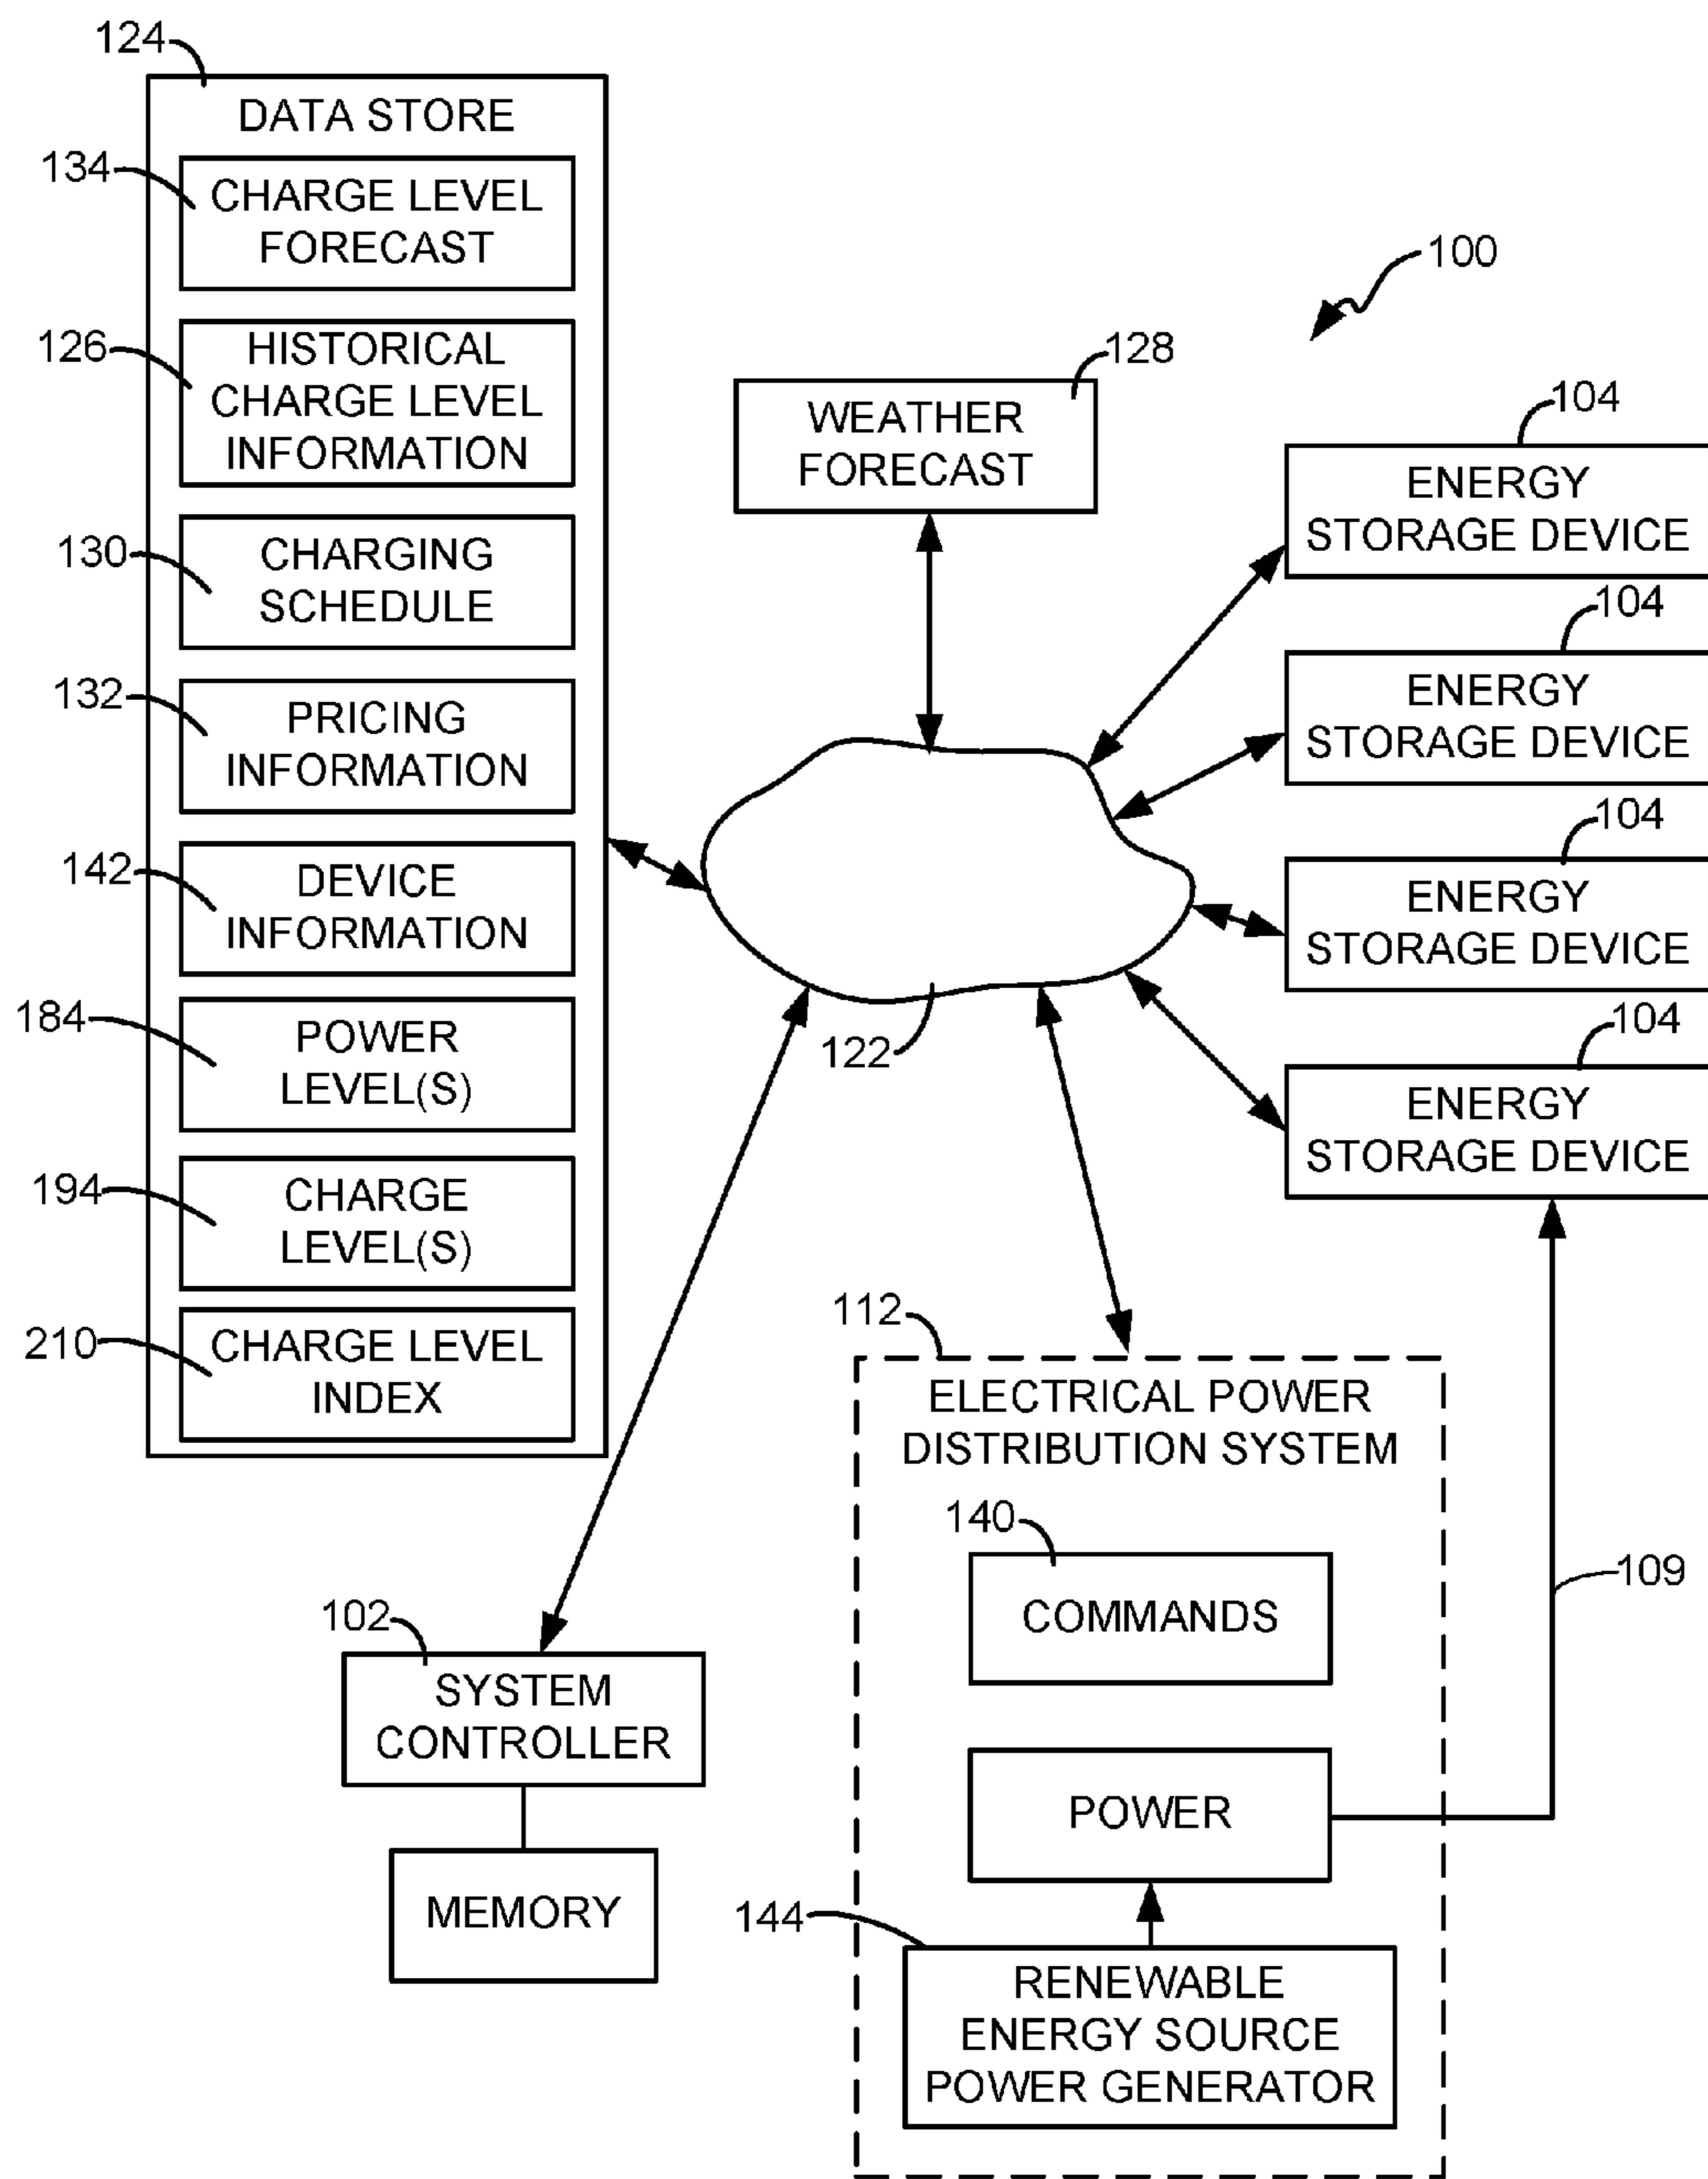 124
DATA STORE
134
CHARGE LEVEL
FORECAST
126
HISTORICAL
CHARGE LEVEL
INFORMATION
130
CHARGING
SCHEDULE
132
PRICING
INFORMATION
142
DEVICE
INFORMATION
184
POWER
LEVEL(S)
194
CHARGE
LEVEL(S)
210
CHARGE LEVEL
INDEX
100
128
WEATHER
FORECAST
104
ENERGY
STORAGE DEVICE
104
ENERGY
STORAGE DEVICE
104
ENERGY
STORAGE DEVICE
104
ENERGY
STORAGE DEVICE
122
112
ELECTRICAL POWER
DISTRIBUTION SYSTEM
140
COMMANDS
109
POWER
144
RENEWABLE
ENERGY SOURCE
POWER GENERATOR
102
SYSTEM
CONTROLLER
MEMORY